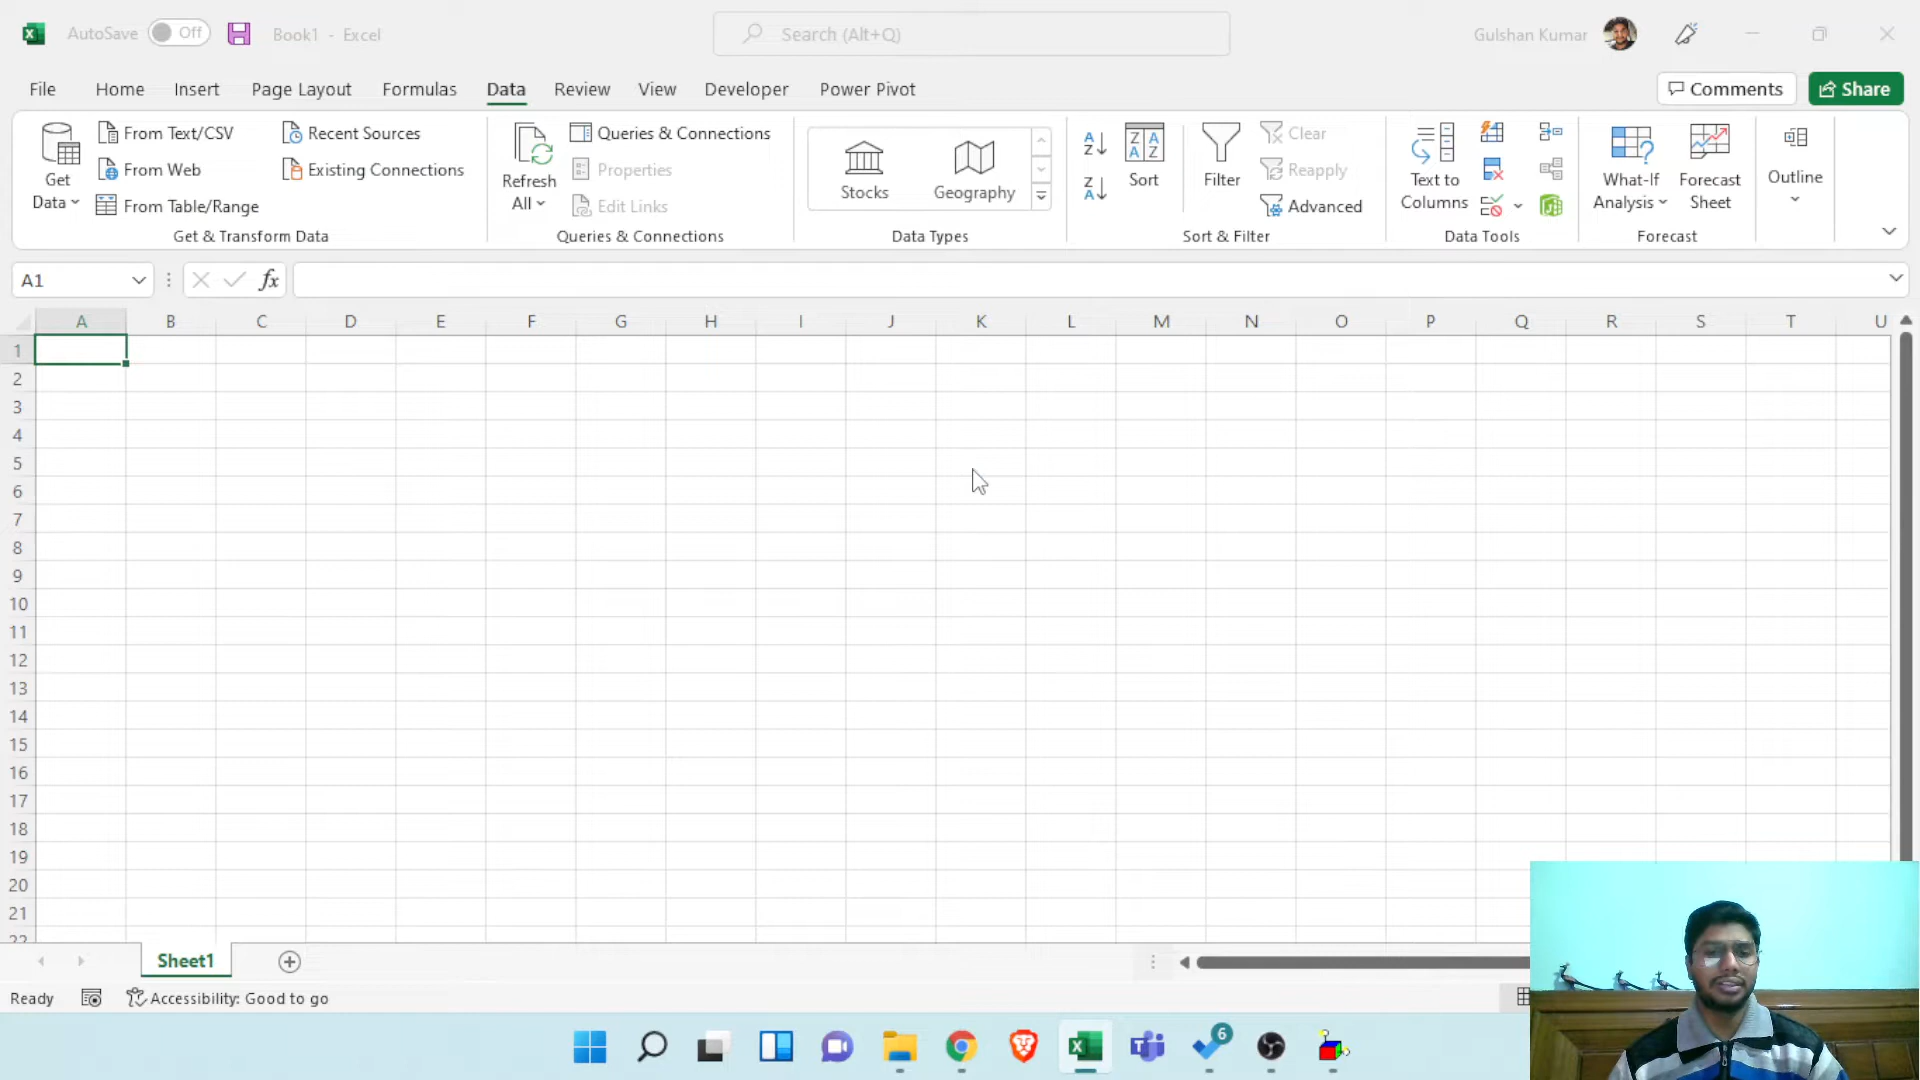 AutoSave Off Book1 - Excel Search (Alt+Q) Gulshan Kumar
File Home Insert Page Layout Formulas Data Review View Developer Power Pivot Comments Share
Get Data
From Text/CSV
From Web
From Table/Range
Recent Sources
Existing Connections
Get & Transform Data
Refresh All
Queries & Connections
Properties
Edit Links
Queries & Connections
Stocks
Geography
Data Types
Sort
Filter
Clear
Reapply
Advanced
Sort & Filter
Text to Columns
Data Tools
What-If Analysis
Forecast Sheet
Forecast
Outline
A1 fx
A B C D E F G H I J K L M N O P Q R S T U
1
2
3
4
5
6
7
8
9
10
11
12
13
14
15
16
17
18
19
20
21
22
Sheet1
Ready Accessibility: Good to go
6